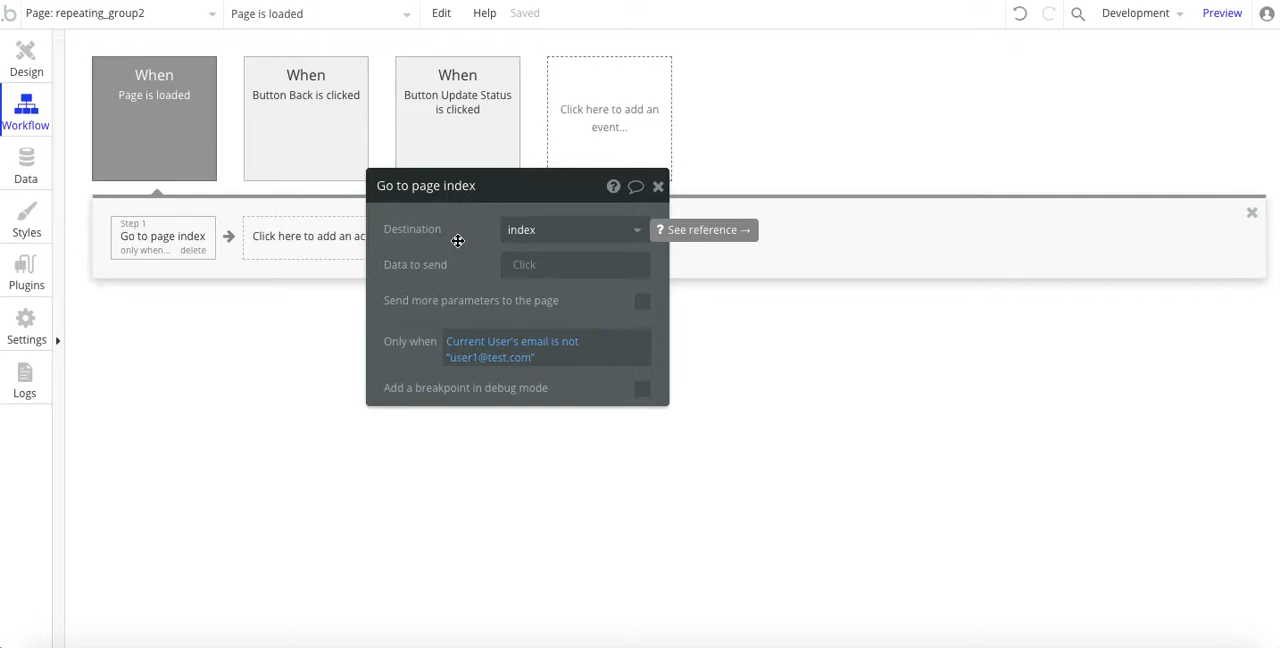 b Page: repeating_group2 Page is loaded Edit Help Saved Development Preview
Design
Workflow
Data
Styles
Plugins
Settings
Logs
When
Page is loaded
When
Button Back is clicked
When
Button Update Status
is clicked
Click here to add an
event...
Step 1
Go to page index
only when... delete
Click here to add an ac
Go to page index
Destination index ? See reference →
Data to send Click
Send more parameters to the page
Only when Current User's email is not
"user1@test.com"
Add a breakpoint in debug mode